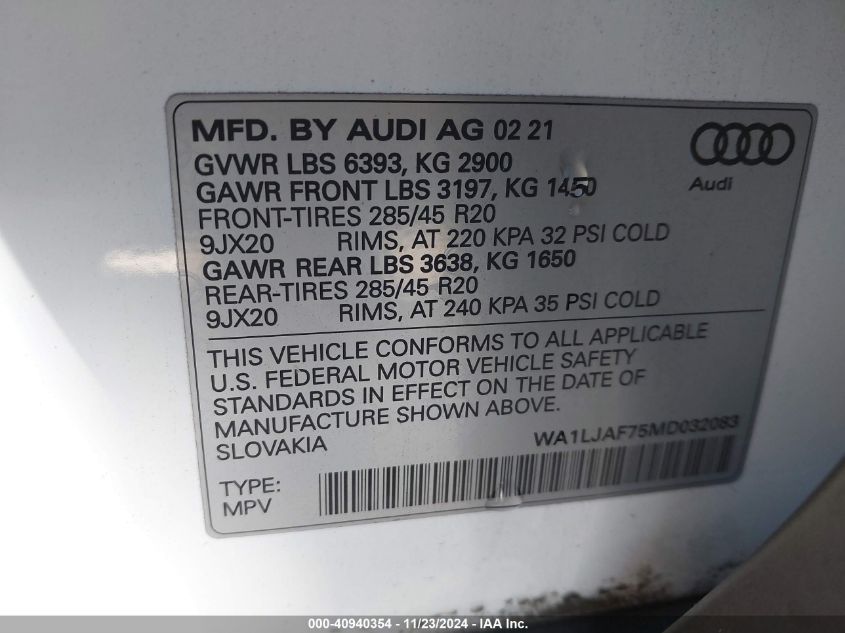 MFD. BY AUDI AG 02 21
GVWR LBS 6393, KG 2900
GAWR FRONT LBS 3197, KG 1450
FRONT-TIRES 285/45 R20
9JX20 RIMS, AT 220 KPA 32 PSI COLD
GAWR REAR LBS 3638, KG 1650
REAR-TIRES 285/45 R20
9JX20 RIMS, AT 240 KPA 35 PSI COLD
Audi
THIS VEHICLE CONFORMS TO ALL APPLICABLE
U.S. FEDERAL MOTOR VEHICLE SAFETY
STANDARDS IN EFFECT ON THE DATE OF
MANUFACTURE SHOWN ABOVE.
SLOVAKIA
WA1LJAF75MD032083
TYPE:
MPV
000-40940354 - 11/23/2024 - IAA Inc.